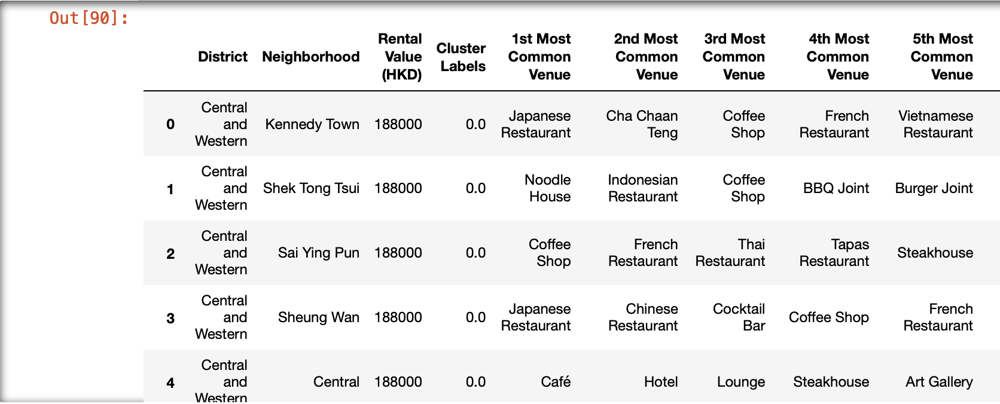 Out[90]:
District Neighborhood Rental Value (HKD) Cluster Labels 1st Most Common Venue 2nd Most Common Venue 3rd Most Common Venue 4th Most Common Venue 5th Most Common Venue
0 Central and Western Kennedy Town 188000 0.0 Japanese Restaurant Cha Chaan Teng Coffee Shop French Restaurant Vietnamese Restaurant
1 Central and Western Shek Tong Tsui 188000 0.0 Noodle House Indonesian Restaurant Coffee Shop BBQ Joint Burger Joint
2 Central and Western Sai Ying Pun 188000 0.0 Coffee Shop French Restaurant Thai Restaurant Tapas Restaurant Steakhouse
3 Central and Western Sheung Wan 188000 0.0 Japanese Restaurant Chinese Restaurant Cocktail Bar Coffee Shop French Restaurant
4 Central and Western Central 188000 0.0 Café Hotel Lounge Steakhouse Art Gallery